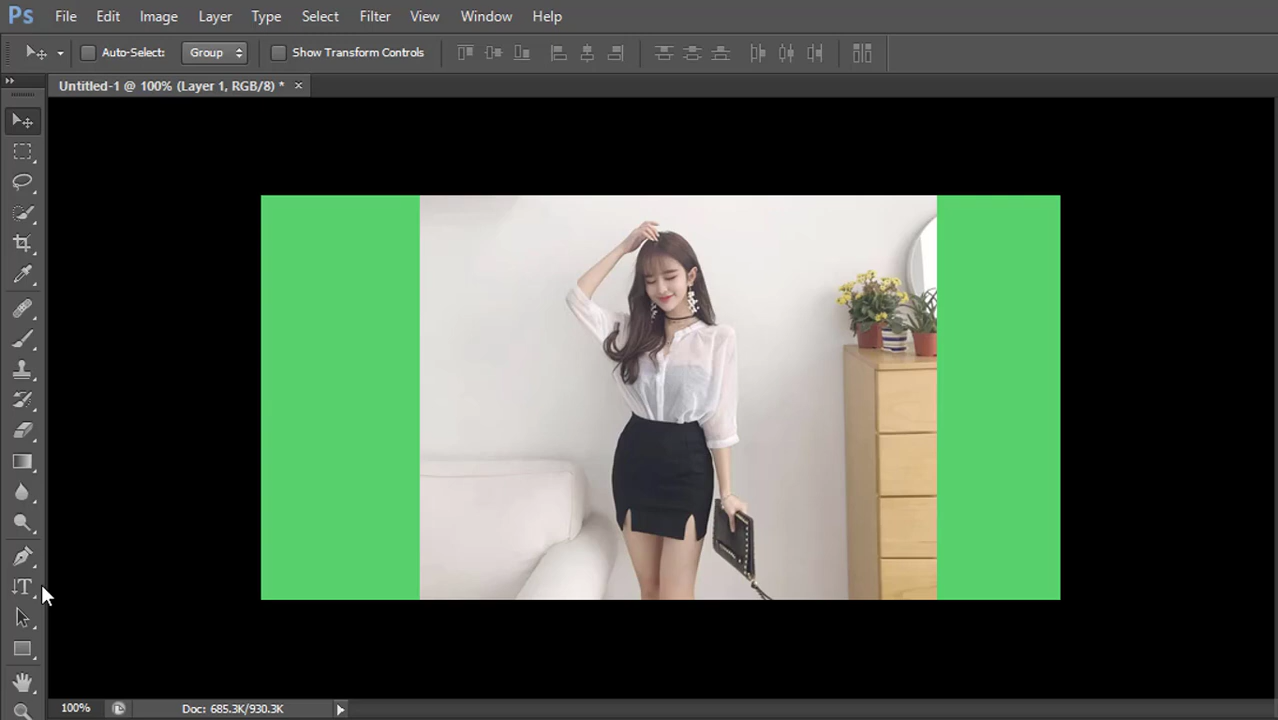 Ps File Edit Image Layer Type Select Filter View Window Help
Auto-Select: Group Show Transform Controls
Untitled-1 @ 100% (Layer 1, RGB/8) * ×
T
100% Doc: 685.3K/930.3K